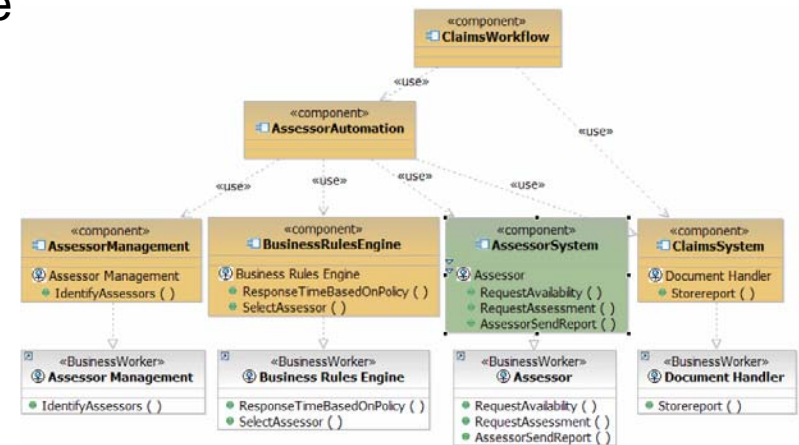 e
«component»
ClaimsWorkflow
«use»
«component»
AssessorAutomation
«use»
«use»
«use»
«use»
«use»
«component»
AssessorManagement
Assessor Management
IdentifyAssessors ( )
«component»
BusinessRulesEngine
Business Rules Engine
ResponseTimeBasedOnPolicy ( )
SelectAssessor ( )
«component»
AssessorSystem
Assessor
RequestAvailability ( )
RequestAssessment ( )
AssessorSendReport ( )
«component»
ClaimsSystem
Document Handler
Storereport ( )
«BusinessWorker»
Assessor Management
IdentifyAssessors ( )
«BusinessWorker»
Business Rules Engine
ResponseTimeBasedOnPolicy ( )
SelectAssessor ( )
«BusinessWorker»
Assessor
RequestAvailability ( )
RequestAssessment ( )
AssessorSendReport ( )
«BusinessWorker»
Document Handler
Storereport ( )